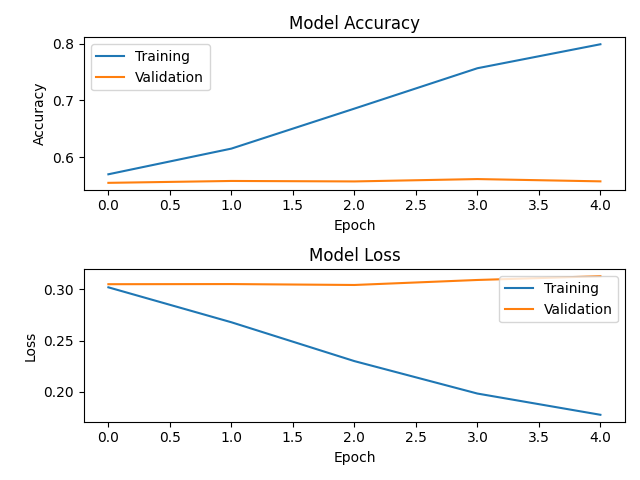 Model Accuracy
Training
Validation
Accuracy
0.8
0.7
0.6
0.0 0.5 1.0 1.5 2.0 2.5 3.0 3.5 4.0
Epoch
Model Loss
Training
Validation
Loss
0.30
0.25
0.20
0.0 0.5 1.0 1.5 2.0 2.5 3.0 3.5 4.0
Epoch